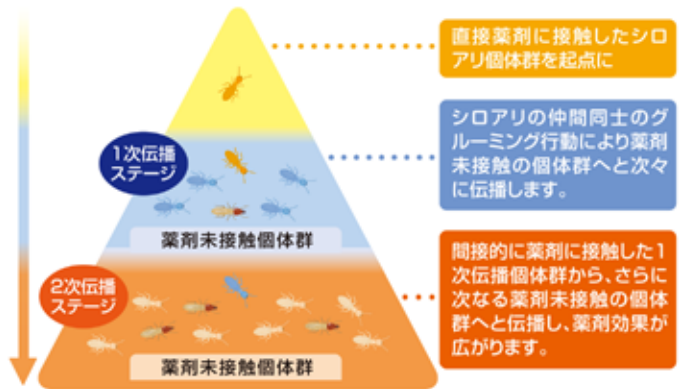 直接薬剤に接触したシロ
アリ個体群を起点に
1次伝播
ステージ
シロアリの仲間同士のグ
ルーミング行動により薬剤
未接触の個体群へと次々
に伝播します。
薬剤未接触個体群
2次伝播
ステージ
間接的に薬剤に接触した1
次伝播個体群から、さらに
次なる薬剤未接触の個体
群へと伝播し、薬剤効果が
広がります。
薬剤未接触個体群